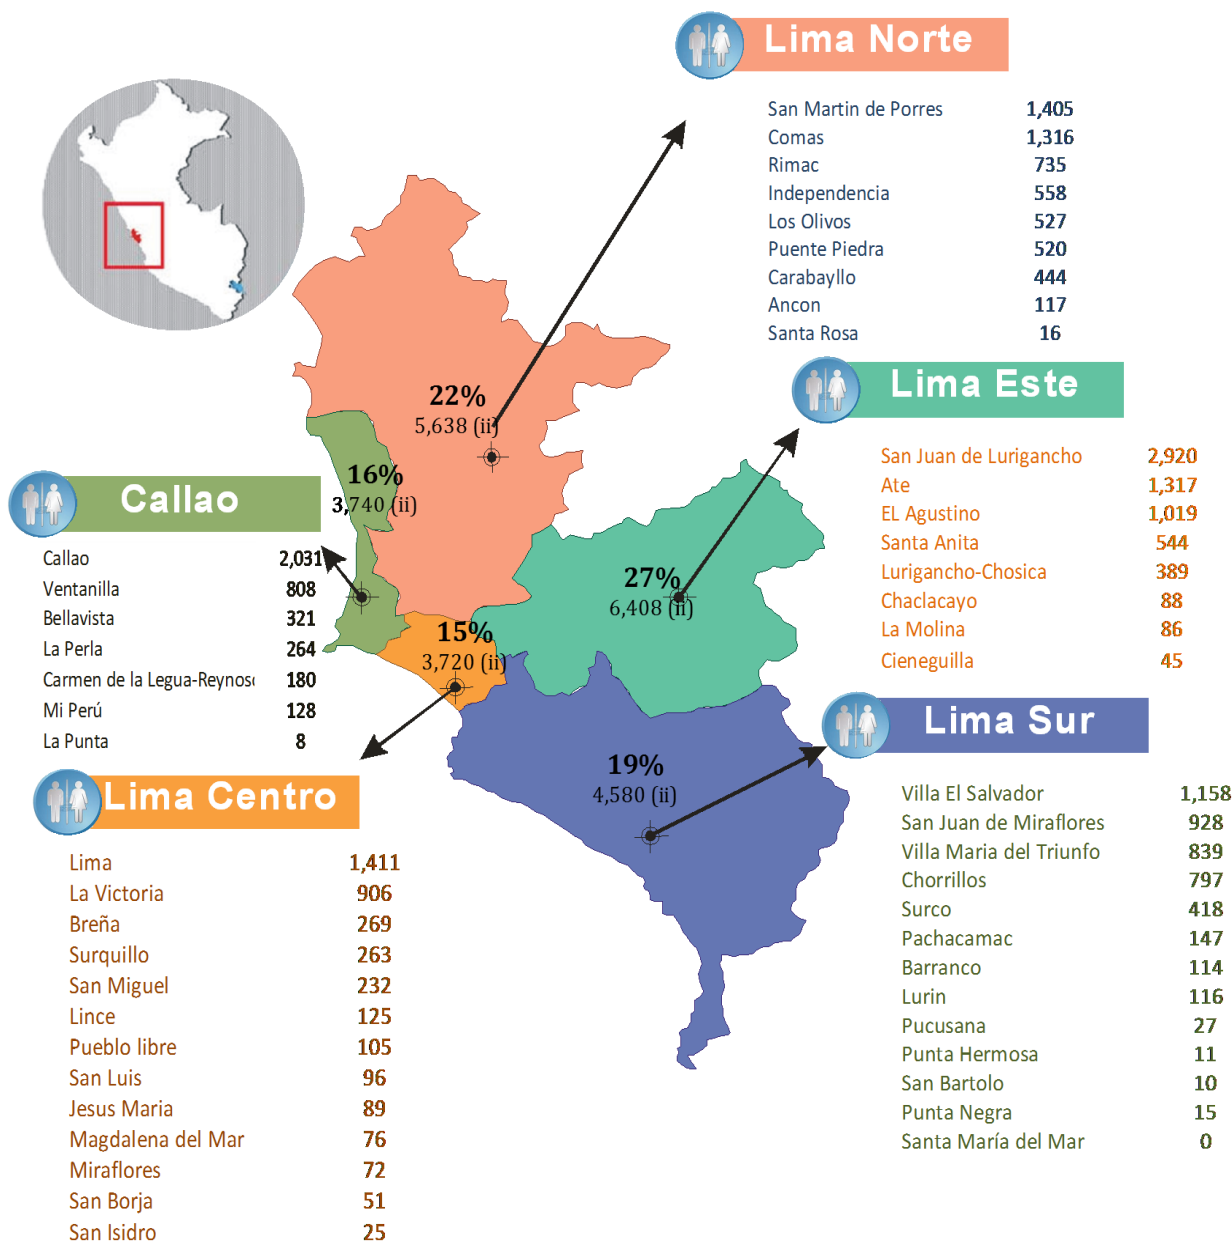 Lima Norte
San Martin de Porres 1,405
Comas 1,316
Rimac 735
Independencia 558
Los Olivos 527
Puente Piedra 520
Carabayllo 444
Ancon 117
Santa Rosa 16
22%
5,638 (ii)
Lima Este
San Juan de Lurigancho 2,920
Ate 1,317
EL Agustino 1,019
Santa Anita 544
Lurigancho-Chosica 389
Chaclacayo 88
La Molina 86
Cieneguilla 45
16%
3,740 (ii)
Callao
Callao 2,031
Ventanilla 808
Bellavista 321
La Perla 264
Carmen de la Legua-Reynoso 180
Mi Perú 128
La Punta 8
27%
6,408 (ii)
15%
3,720 (ii)
Lima Sur
Villa El Salvador 1,158
San Juan de Miraflores 928
Villa Maria del Triunfo 839
Chorrillos 797
Surco 418
Pachacamac 147
Barranco 114
Lurin 116
Pucusana 27
Punta Hermosa 11
San Bartolo 10
Punta Negra 15
Santa María del Mar 0
19%
4,580 (ii)
Lima Centro
Lima 1,411
La Victoria 906
Breña 269
Surquillo 263
San Miguel 232
Lince 125
Pueblo libre 105
San Luis 96
Jesus Maria 89
Magdalena del Mar 76
Miraflores 72
San Borja 51
San Isidro 25